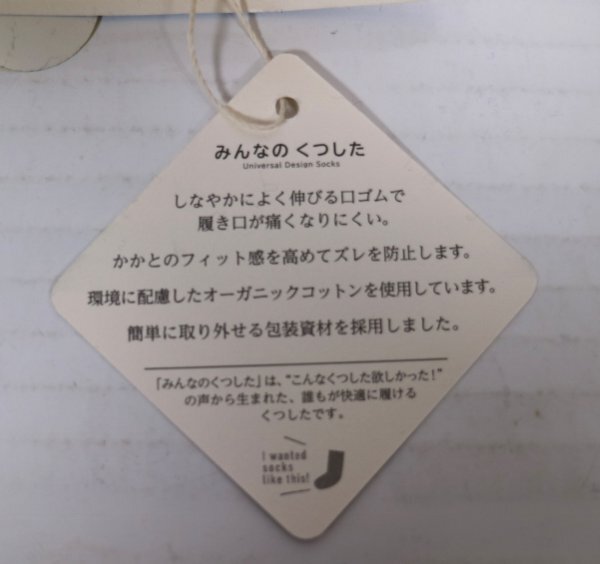 みんなの くつした
Universal Design Socks
しなやかによく伸びる口ゴムで
履き口が痛くなりにくい。
かかとのフィット感を高めてズレを防止します。
環境に配慮したオーガニックコットンを使用しています。
簡単に取り外せる包装資材を採用しました。
「みんなのくつした」は、“こんなくつした欲しかった！”
の声から生まれた、誰もが快適に履ける
くつしたです。
I wanted
socks
like this!